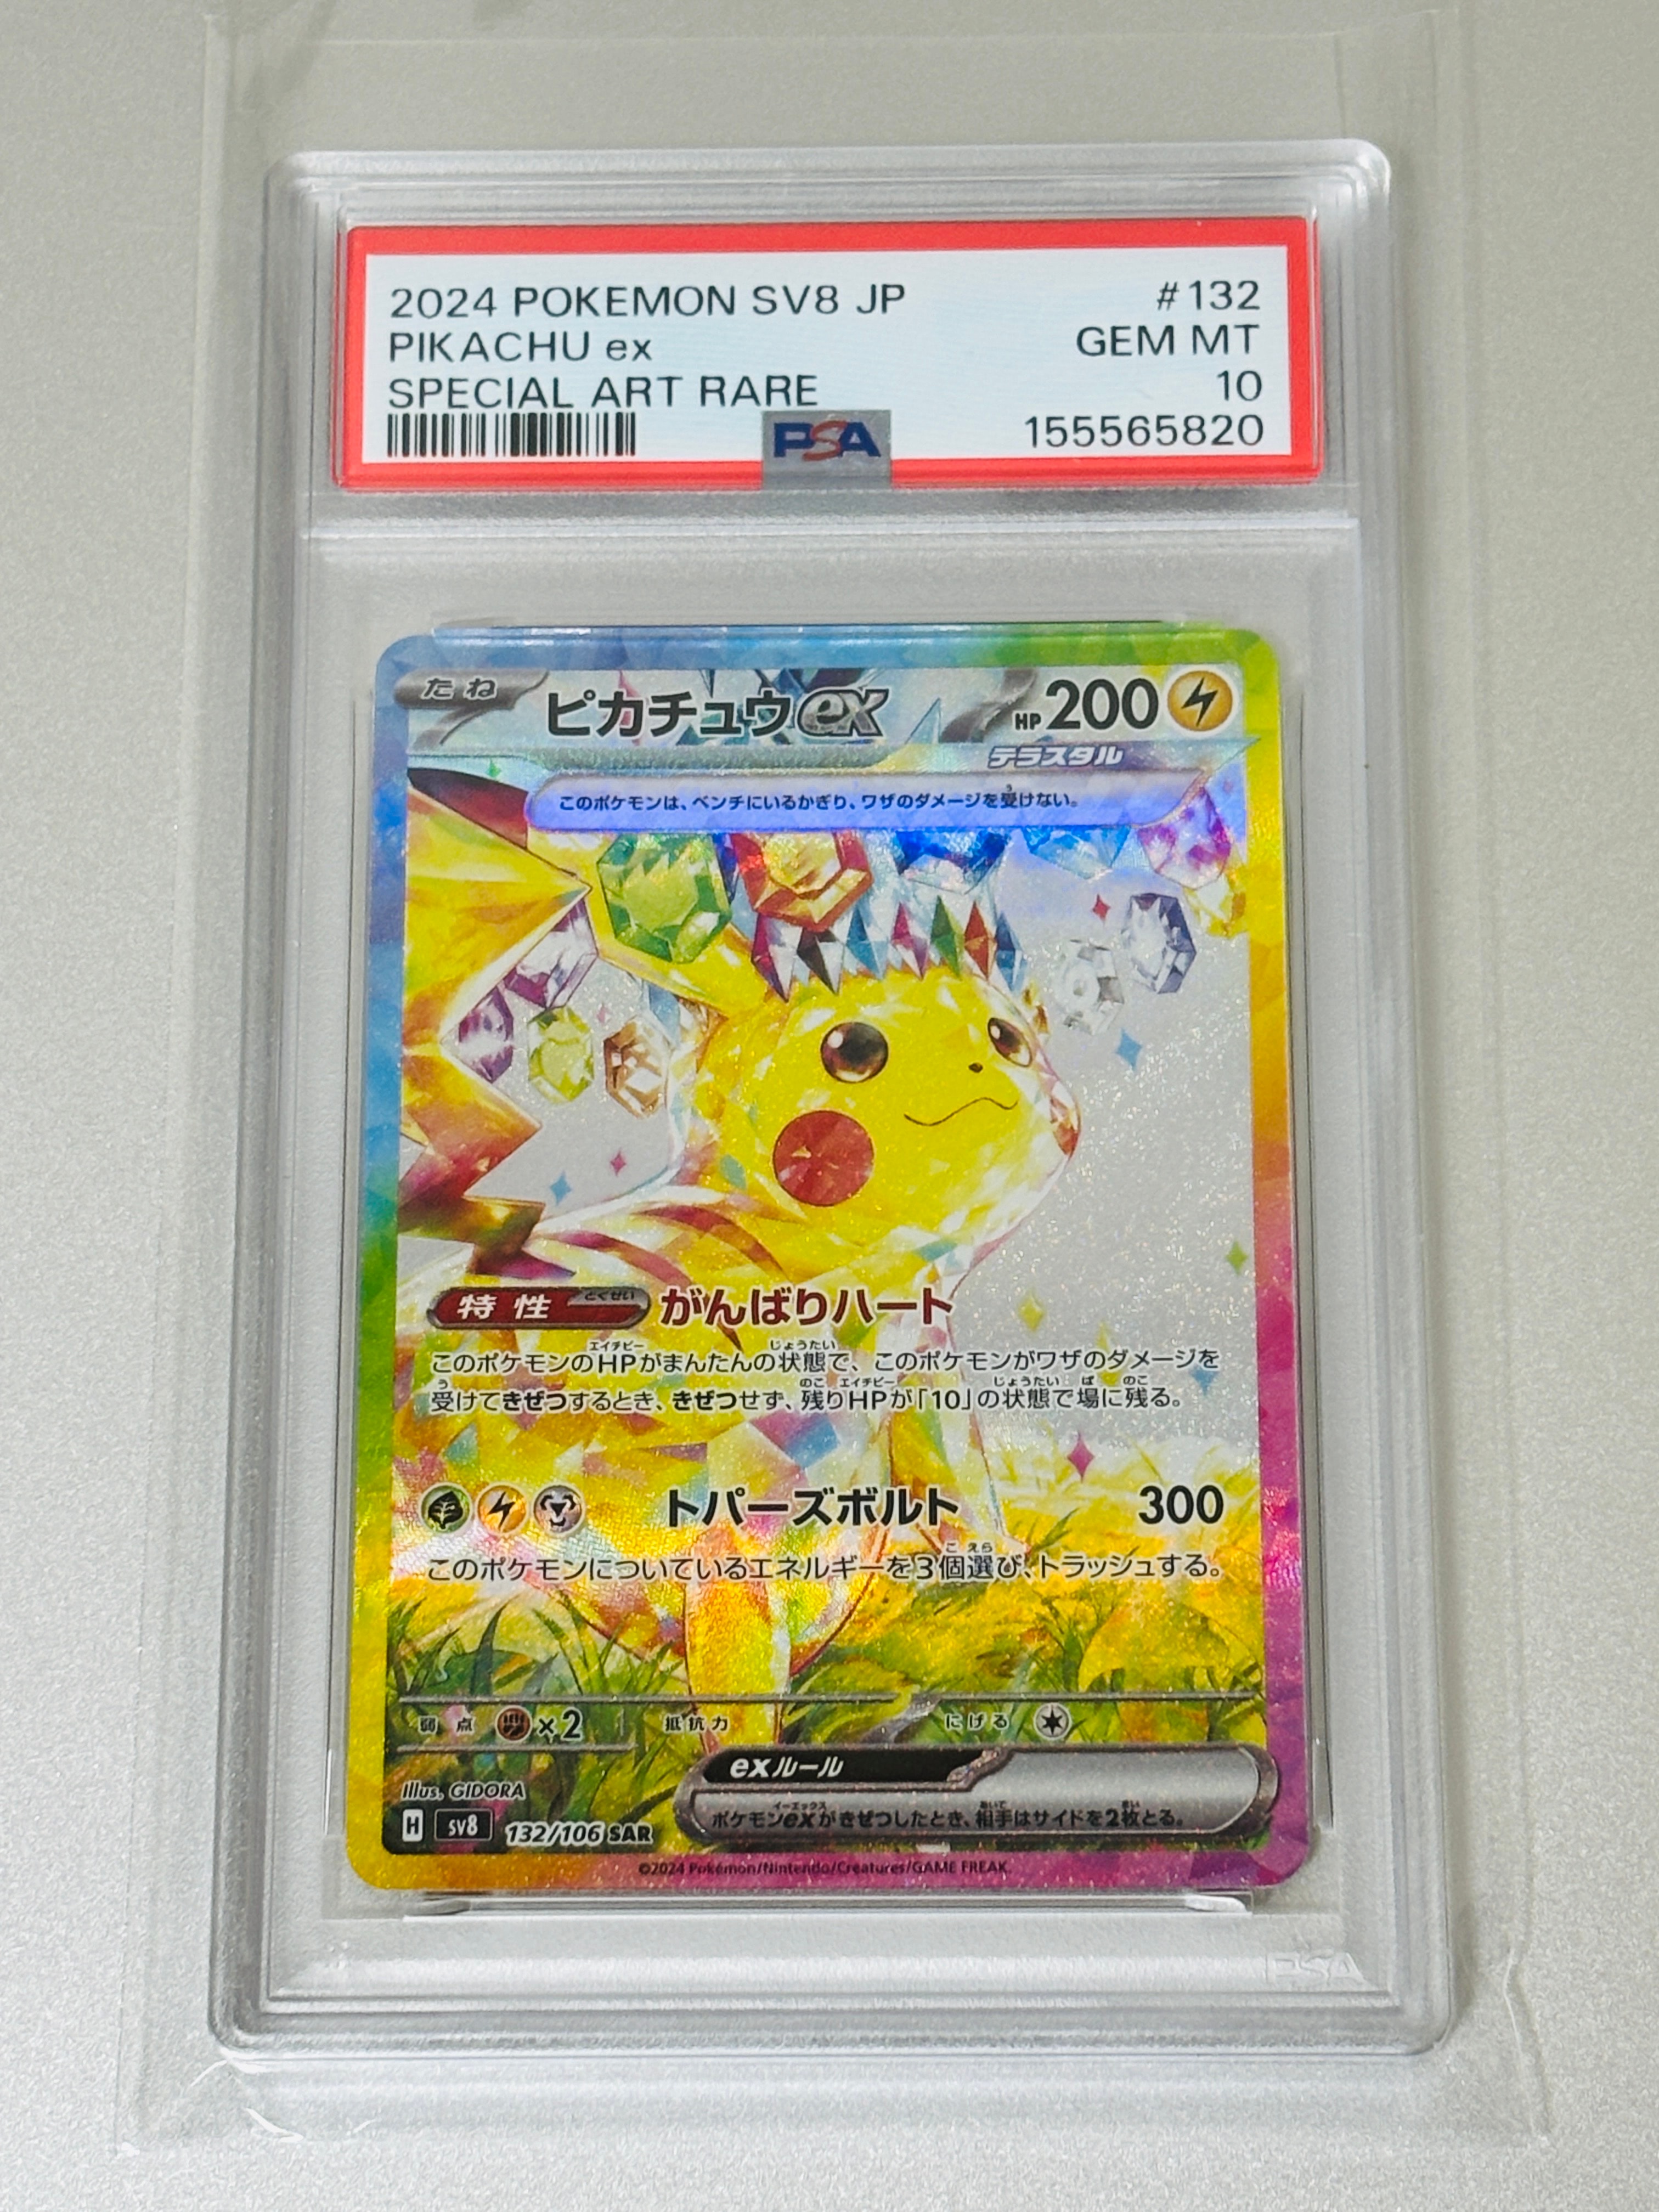 2024 POKEMON SV8 JP #132
PIKACHU ex GEM MT
SPECIAL ART RARE 10
PSA 155565820
たね ピカチュウex HP 200
テラスタル
このポケモンは、ベンチにいるかぎり、ワザのダメージを受けない。
特性 とくせい がんばりハート
このポケモンのHPがまんたんの状態で、このポケモンがワザのダメージを
受けてきぜつするとき、きぜつせず、残りHPが「10」の状態で場に残る。
トパーズボルト 300
このポケモンについているエネルギーを3個選び、トラッシュする。
弱点 ×2 抵抗力 にげる
exルール
ポケモンexがきぜつしたとき、相手はサイドを2枚とる。
Illus. GIDORA
H SV8 132/106 SAR
©2024 Pokémon/Nintendo/Creatures/GAME FREAK.
PSA